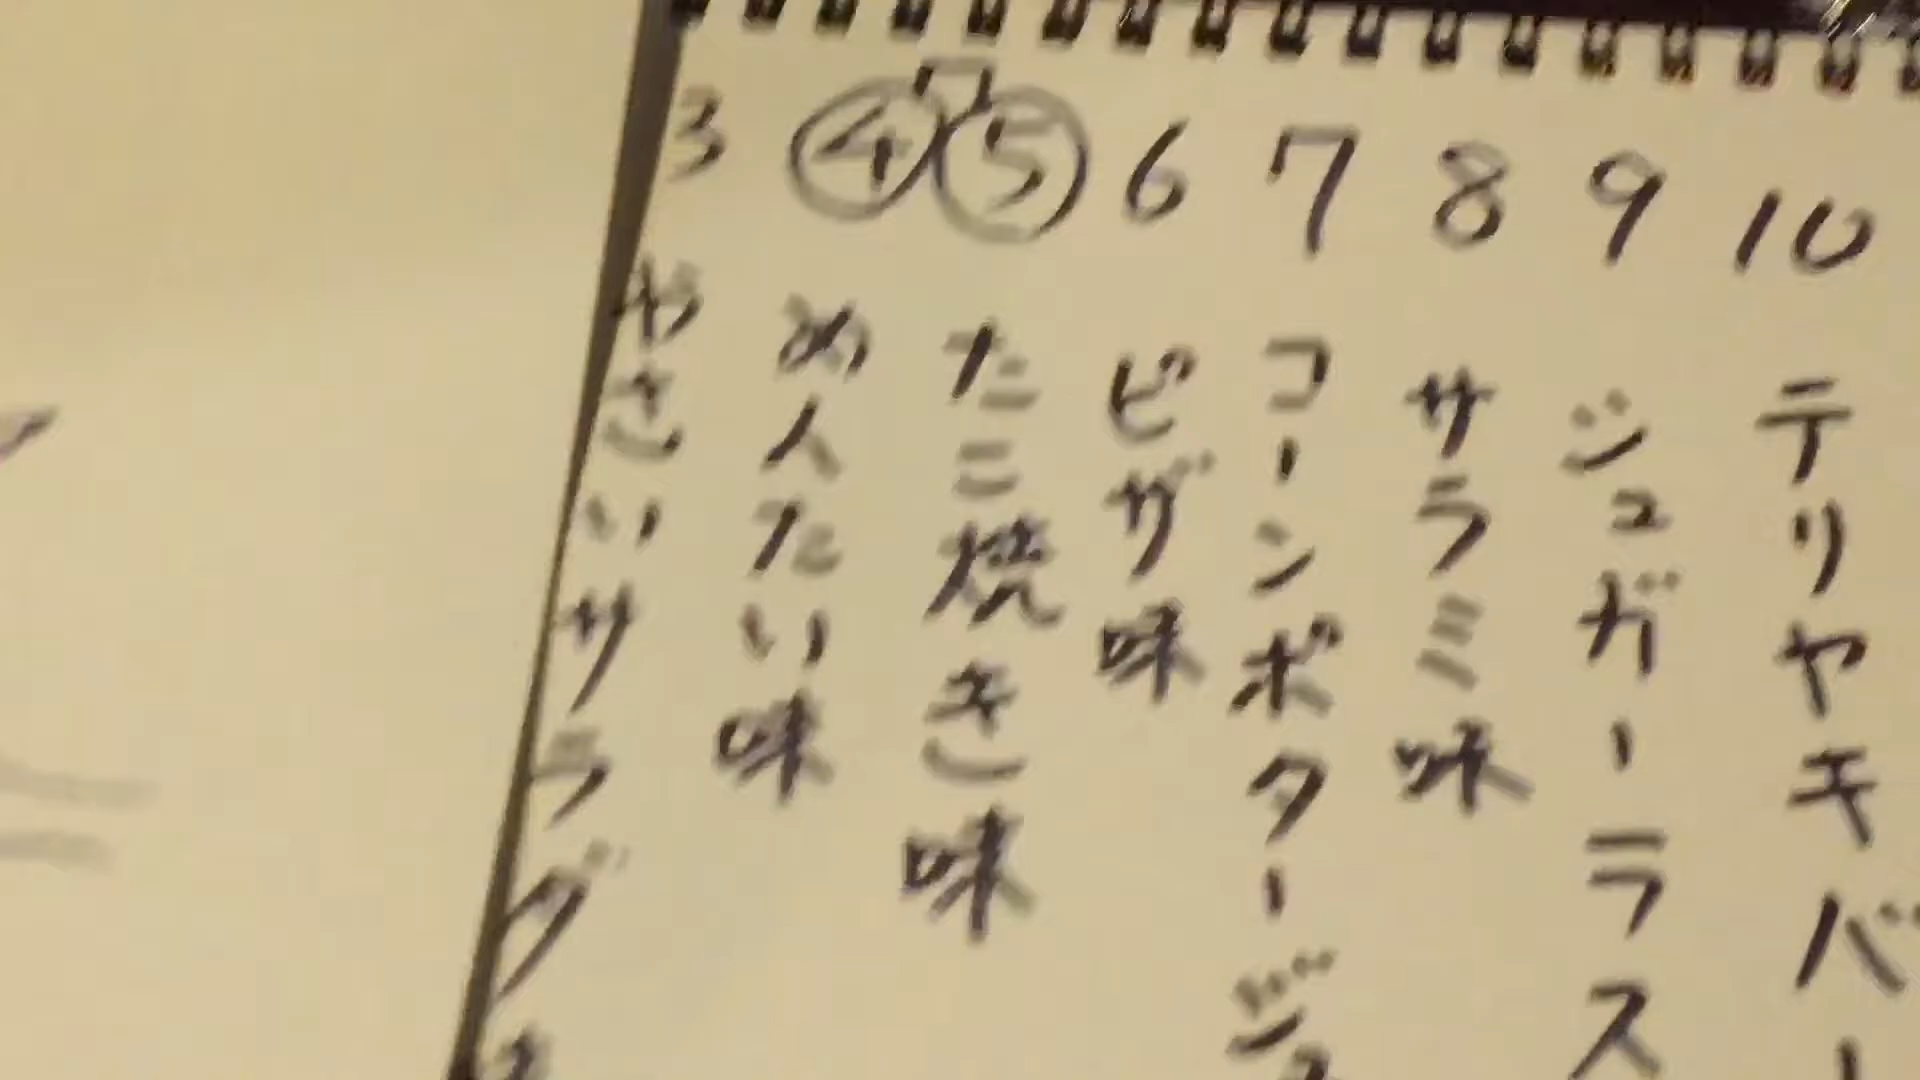 3 やさいサラダ
④ めんたい味
⑤ たこ焼き味
6 ピザ味
7 コーンポタージュ
8 サラミ味
9 シュガーラス
10 テリヤキバー